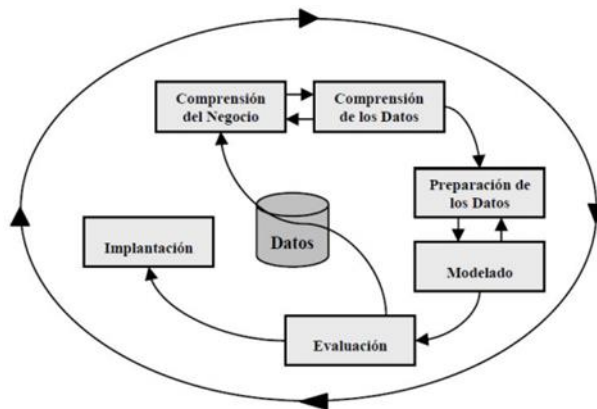 Comprensión
del Negocio
Comprensión
de los Datos
Preparación de
los Datos
Datos
Implantación
Modelado
Evaluación